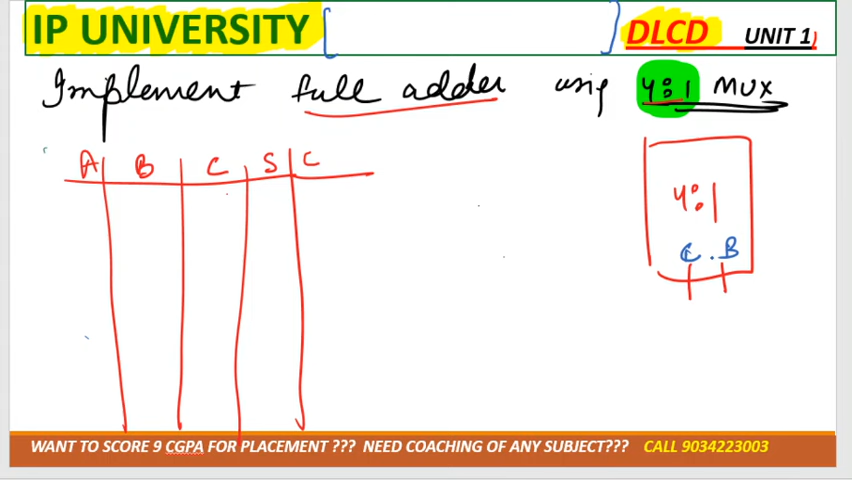 IP UNIVERSITY [ ] DLCD UNIT 1)
Implement full adder using 4:1 MUX
A B C S C
4:1
C . B
WANT TO SCORE 9 CGPA FOR PLACEMENT ??? NEED COACHING OF ANY SUBJECT??? CALL 9034223003